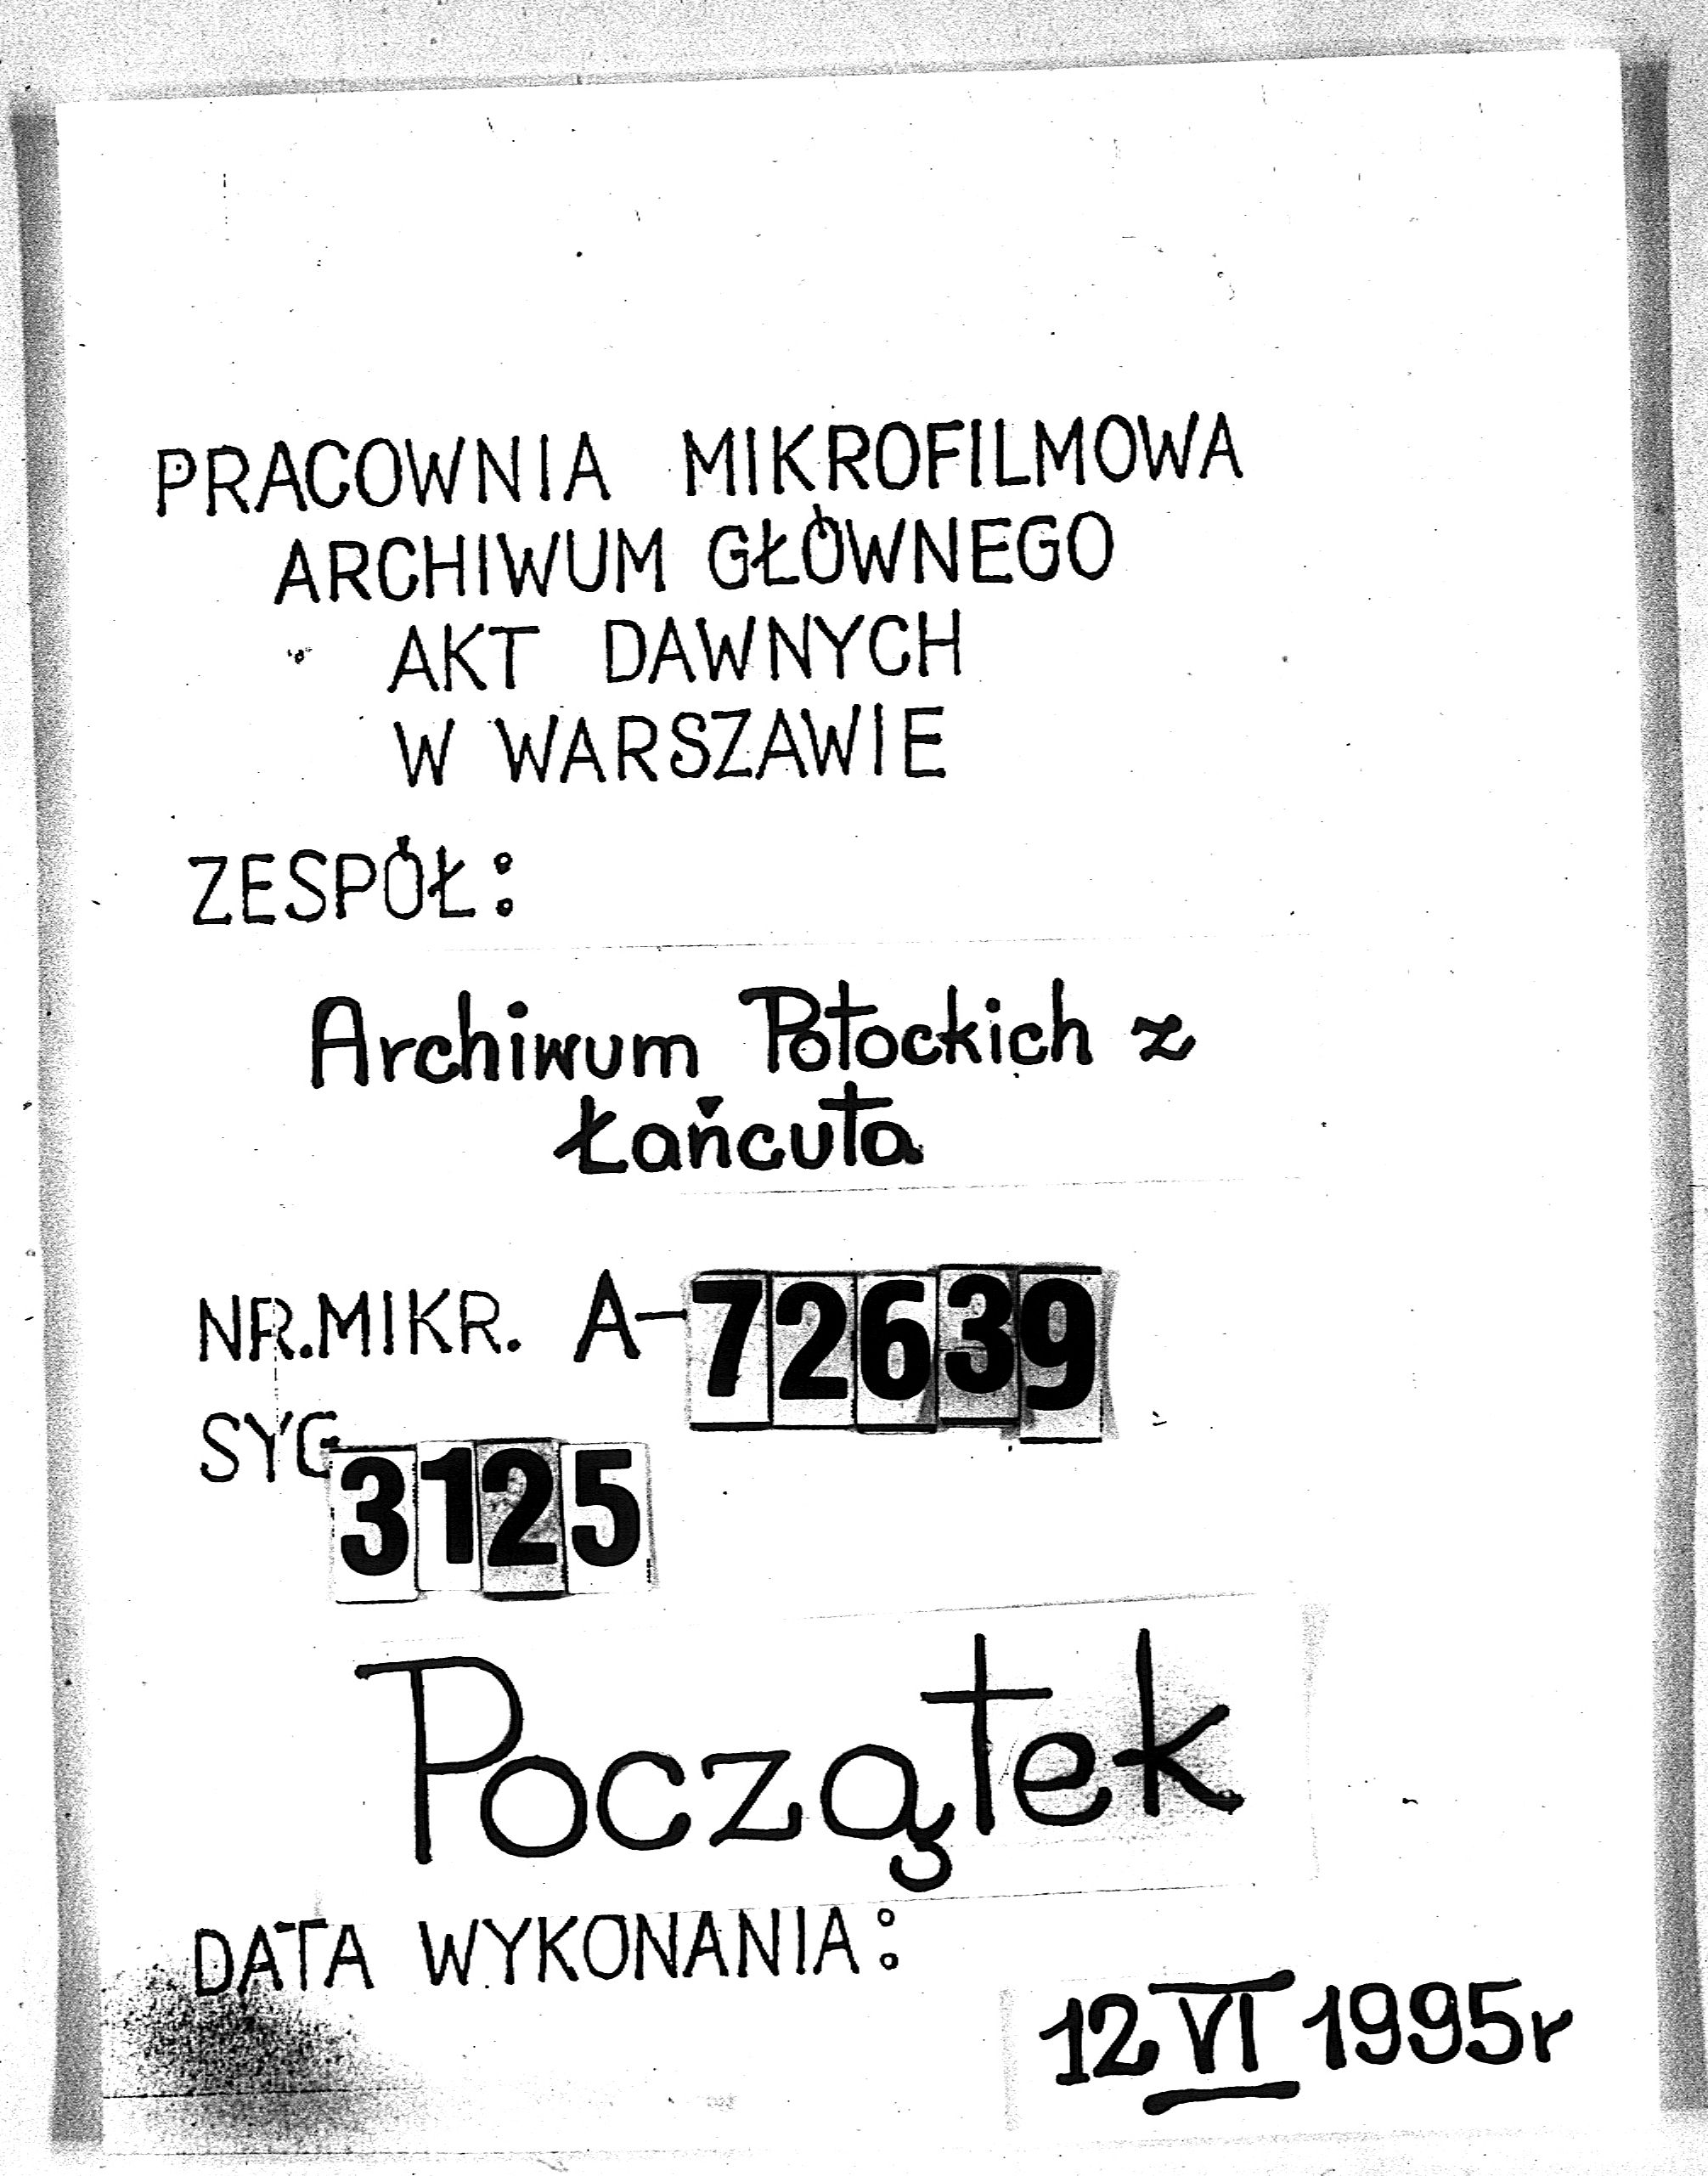 PRACOWNIA MIKROFILMOWA
ARCHIWUM GŁÓWNEGO
AKT DAWNYCH
W WARSZAWIE
ZESPÓŁ:
Archiwum Potockich z
Łańcuta
NR.MIKR. A-72639
SYG 3125
Początek
DATA WYKONANIA:
12 VI 1995r